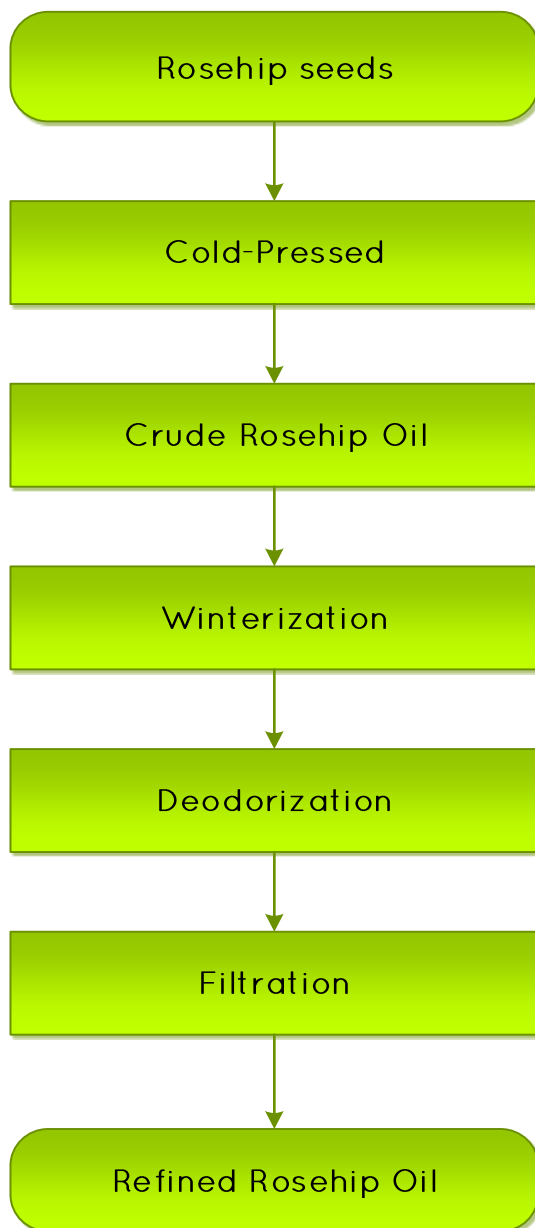 Rosehip seeds
Cold-Pressed
Crude Rosehip Oil
Winterization
Deodorization
Filtration
Refined Rosehip Oil